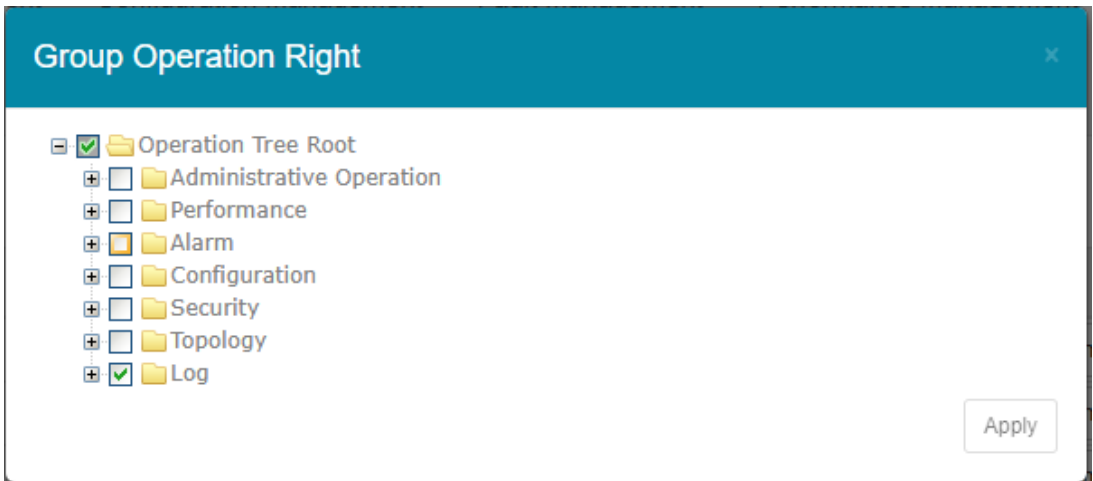 Group Operation Right
×
Operation Tree Root
Administrative Operation
Performance
Alarm
Configuration
Security
Topology
Log
Apply